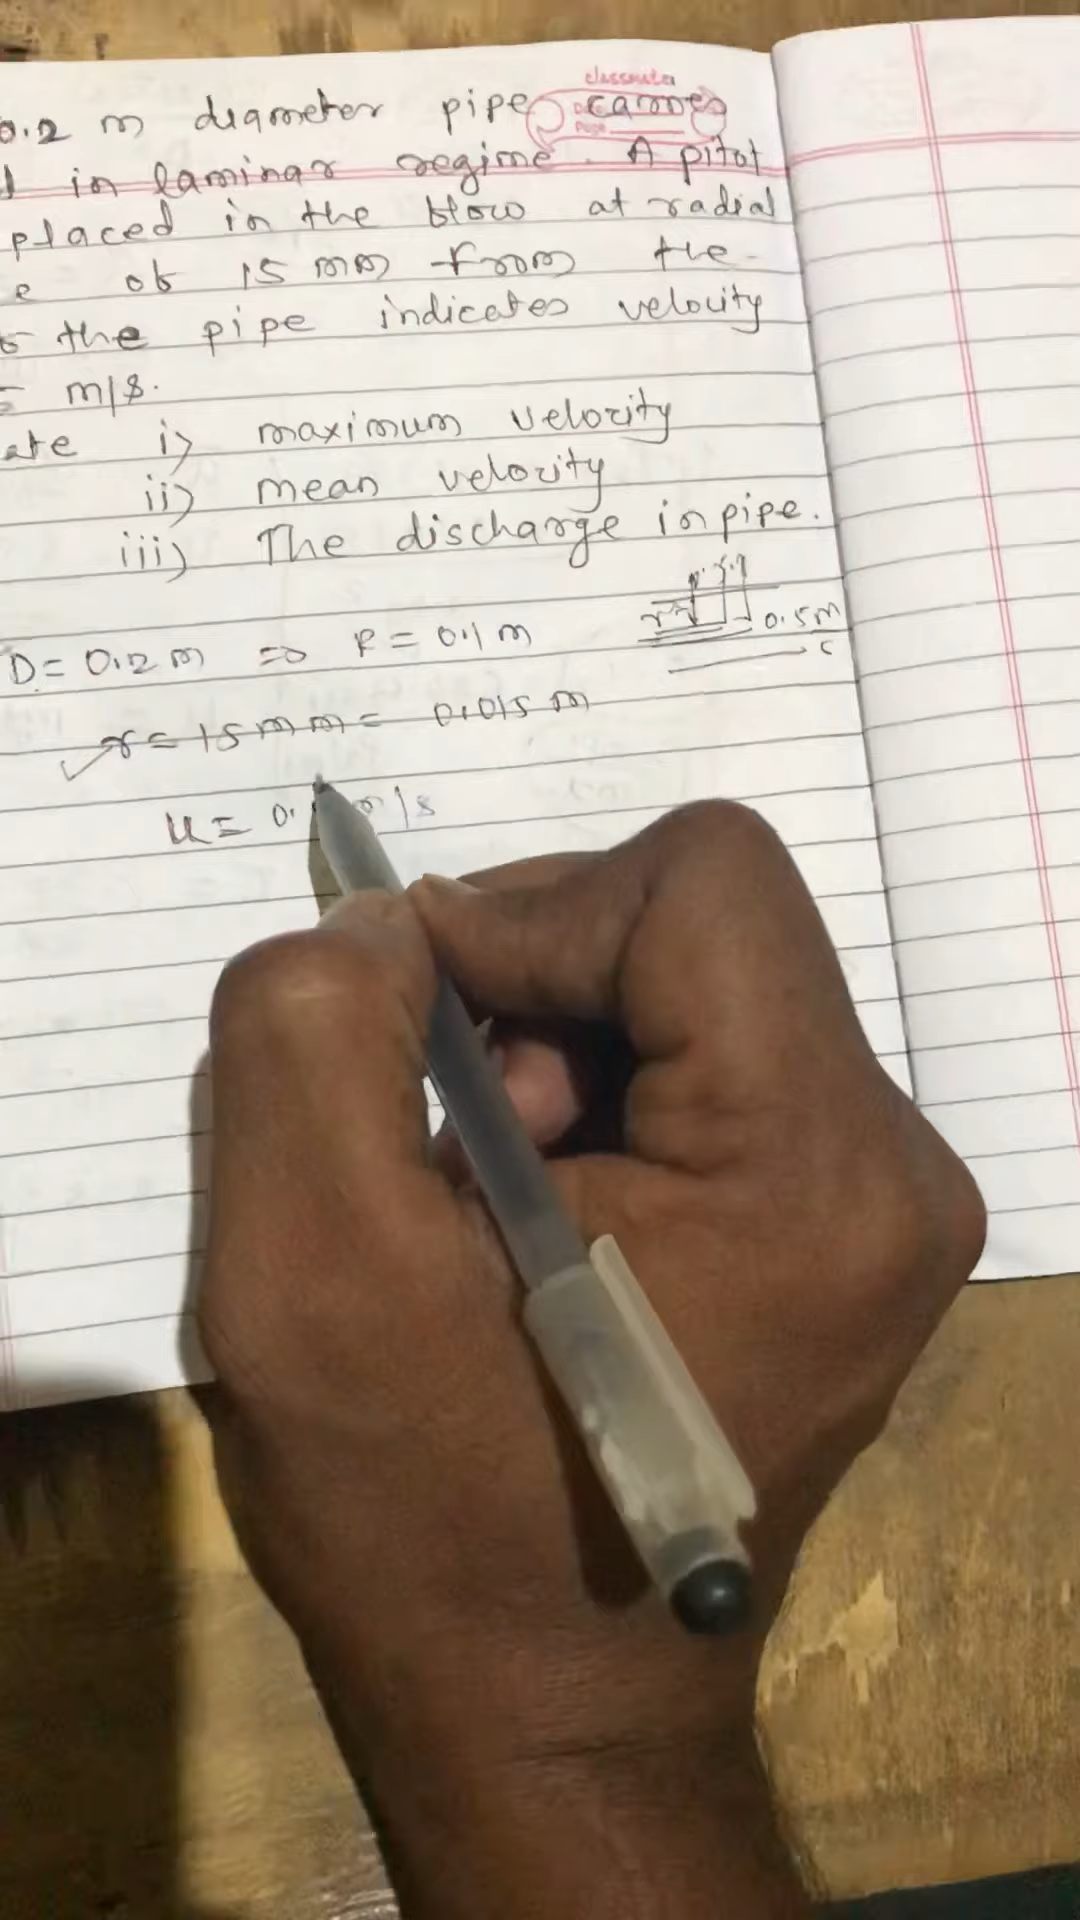 0.2 m diameter pipe carries
classmate
in laminar regime. A pitot
placed in the flow at radial
e of 15 mm from the
the pipe indicates velocity
m/s.
ate i) maximum velocity
ii) mean velocity
iii) The discharge in pipe.
0.5 m
D = 0.2 m => R = 0.1 m
r = 15 mm = 0.015 m
u = 0. m/s